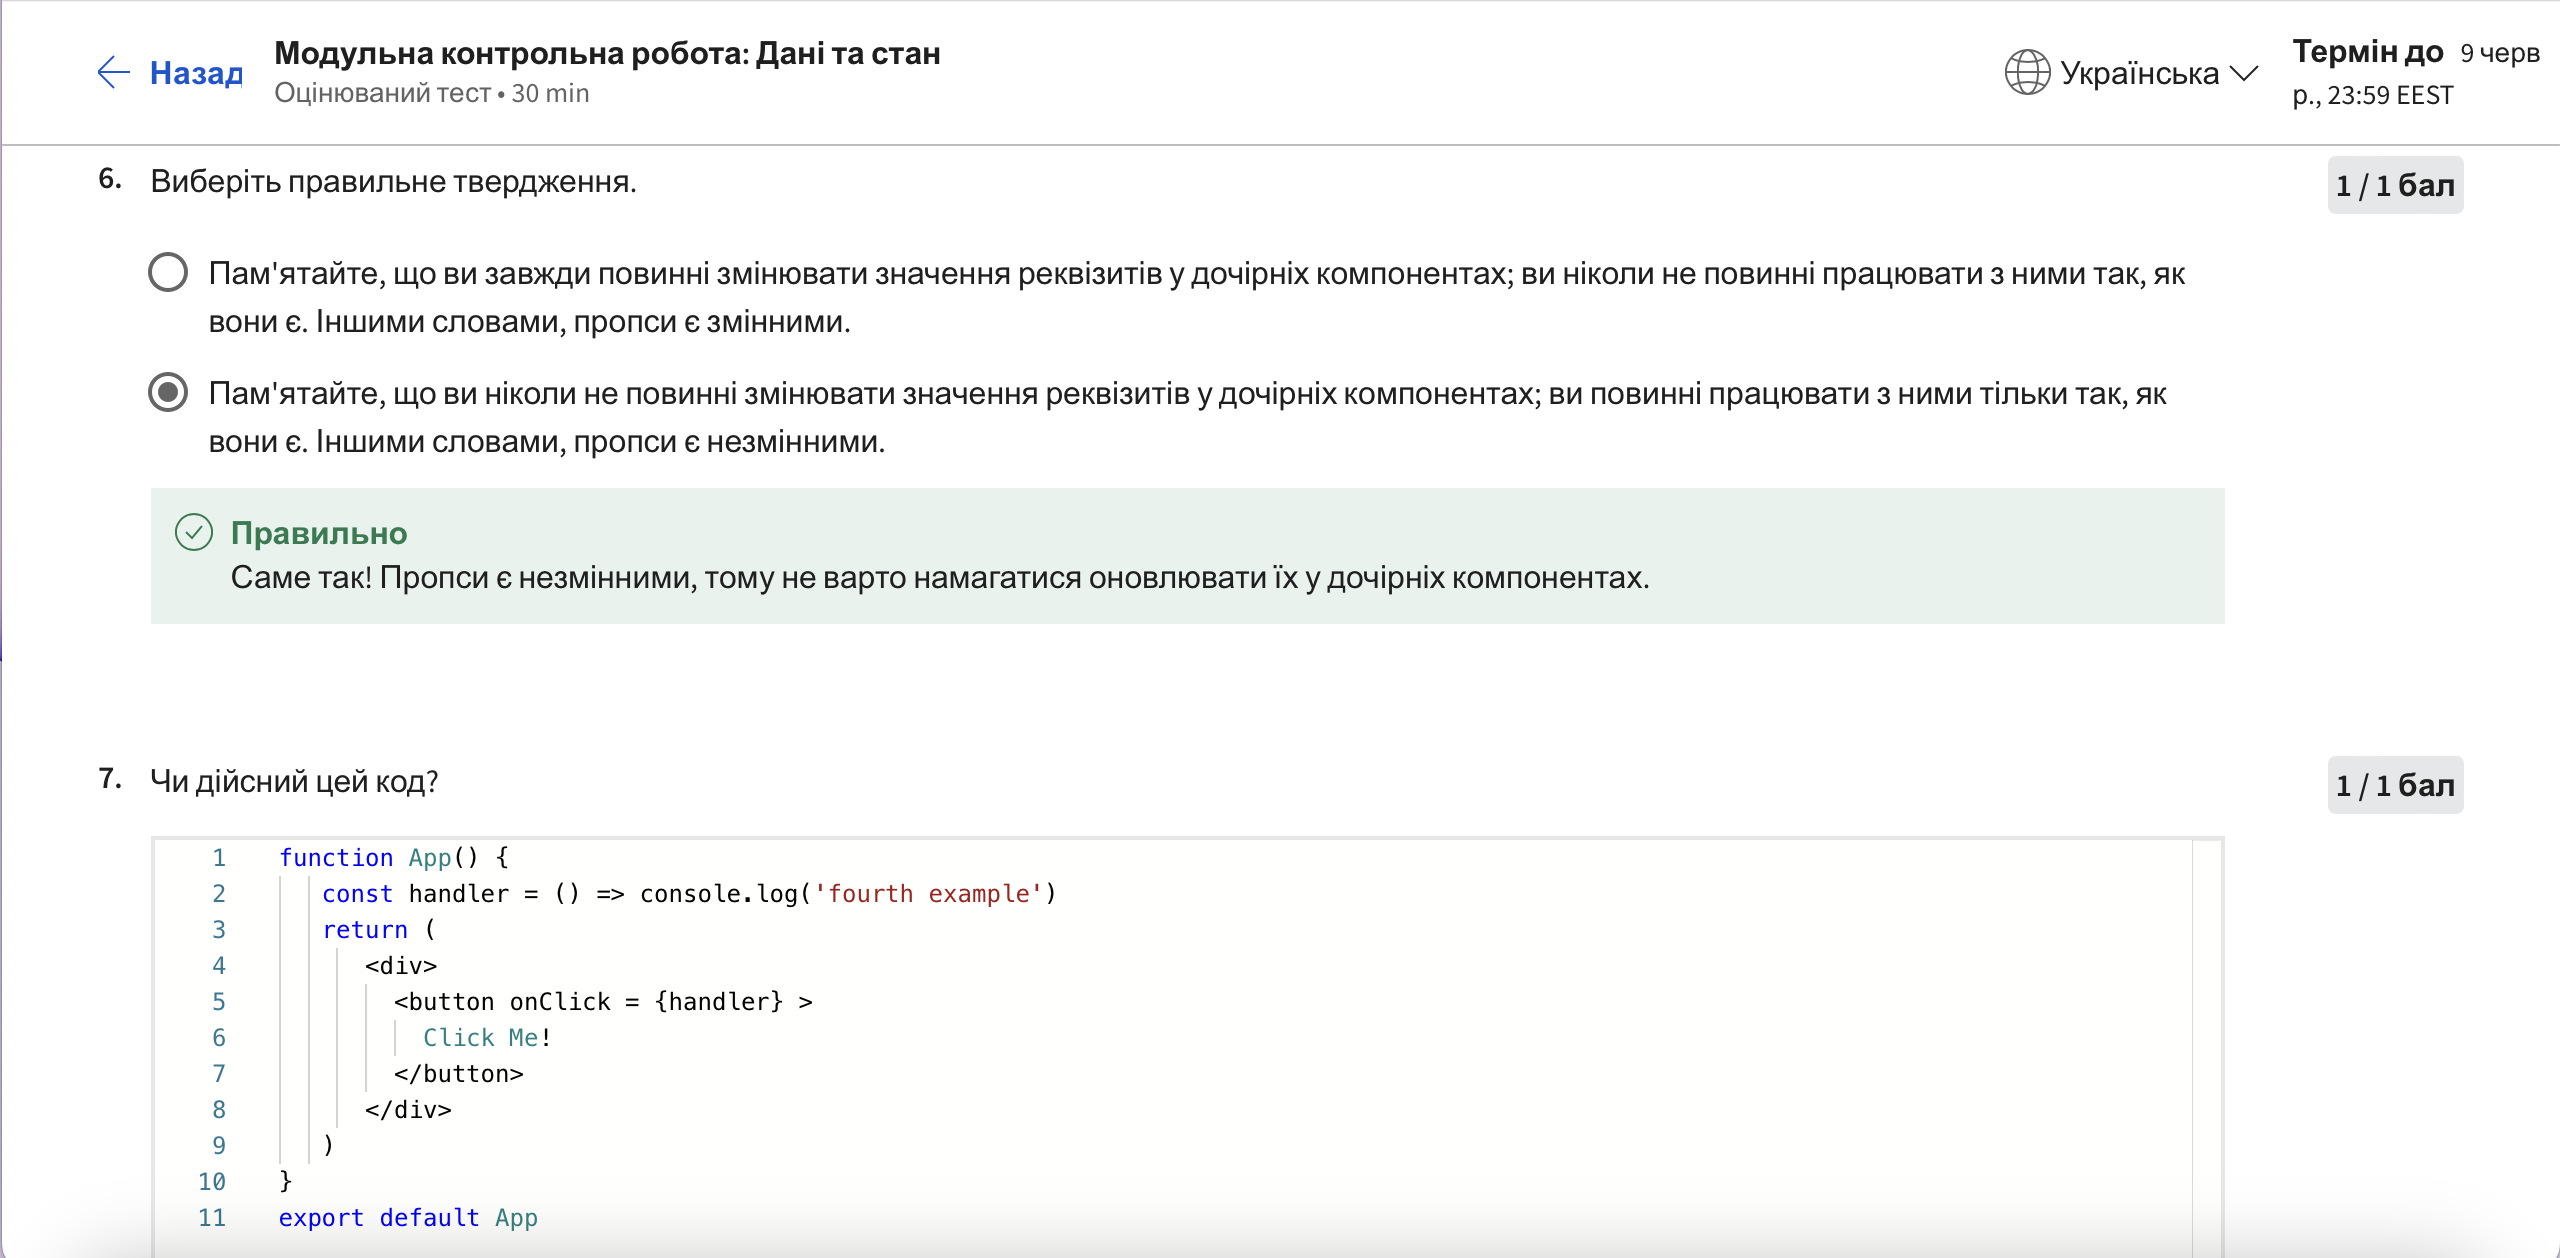 Назад
Модульна контрольна робота: Дані та стан
Оцінюваний тест • 30 min
Українська
Термін до 9 черв
р., 23:59 EEST
6. Виберіть правильне твердження.
1 / 1 бал
Пам'ятайте, що ви завжди повинні змінювати значення реквізитів у дочірніх компонентах; ви ніколи не повинні працювати з ними так, як
вони є. Іншими словами, пропси є змінними.
Пам'ятайте, що ви ніколи не повинні змінювати значення реквізитів у дочірніх компонентах; ви повинні працювати з ними тільки так, як
вони є. Іншими словами, пропси є незмінними.
Правильно
Саме так! Пропси є незмінними, тому не варто намагатися оновлювати їх у дочірніх компонентах.
7. Чи дійсний цей код?
1 / 1 бал
1 function App() {
2 const handler = () => console.log('fourth example')
3 return (
4 <div>
5 <button onClick = {handler} >
6 Click Me!
7 </button>
8 </div>
9 )
10 }
11 export default App